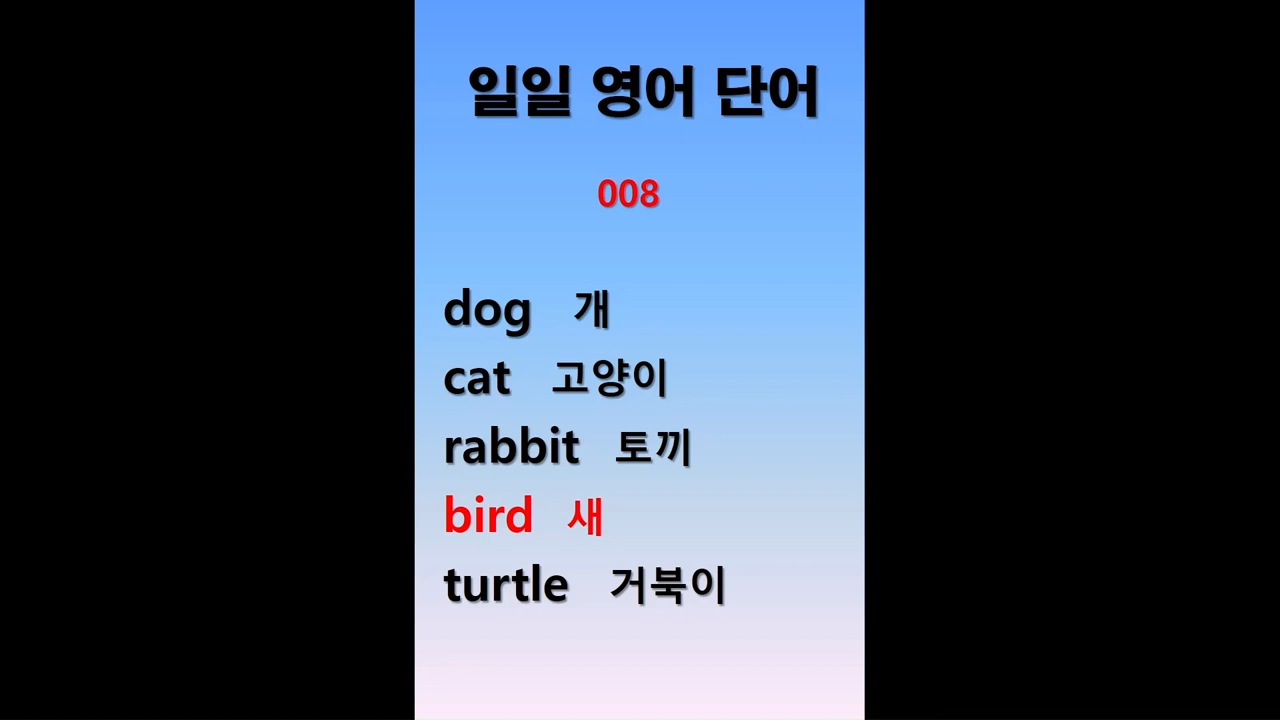 일일 영어 단어
008
dog 개
cat 고양이
rabbit 토끼
bird 새
turtle 거북이